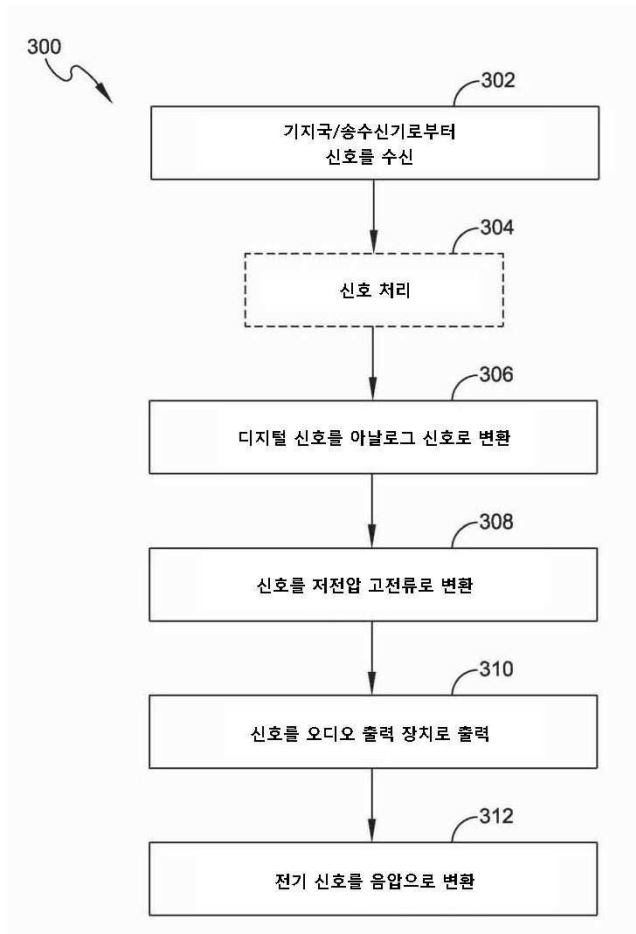 300
302
기지국/송수신기로부터
신호를 수신
304
신호 처리
306
디지털 신호를 아날로그 신호로 변환
308
신호를 저전압 고전류로 변환
310
신호를 오디오 출력 장치로 출력
312
전기 신호를 음압으로 변환